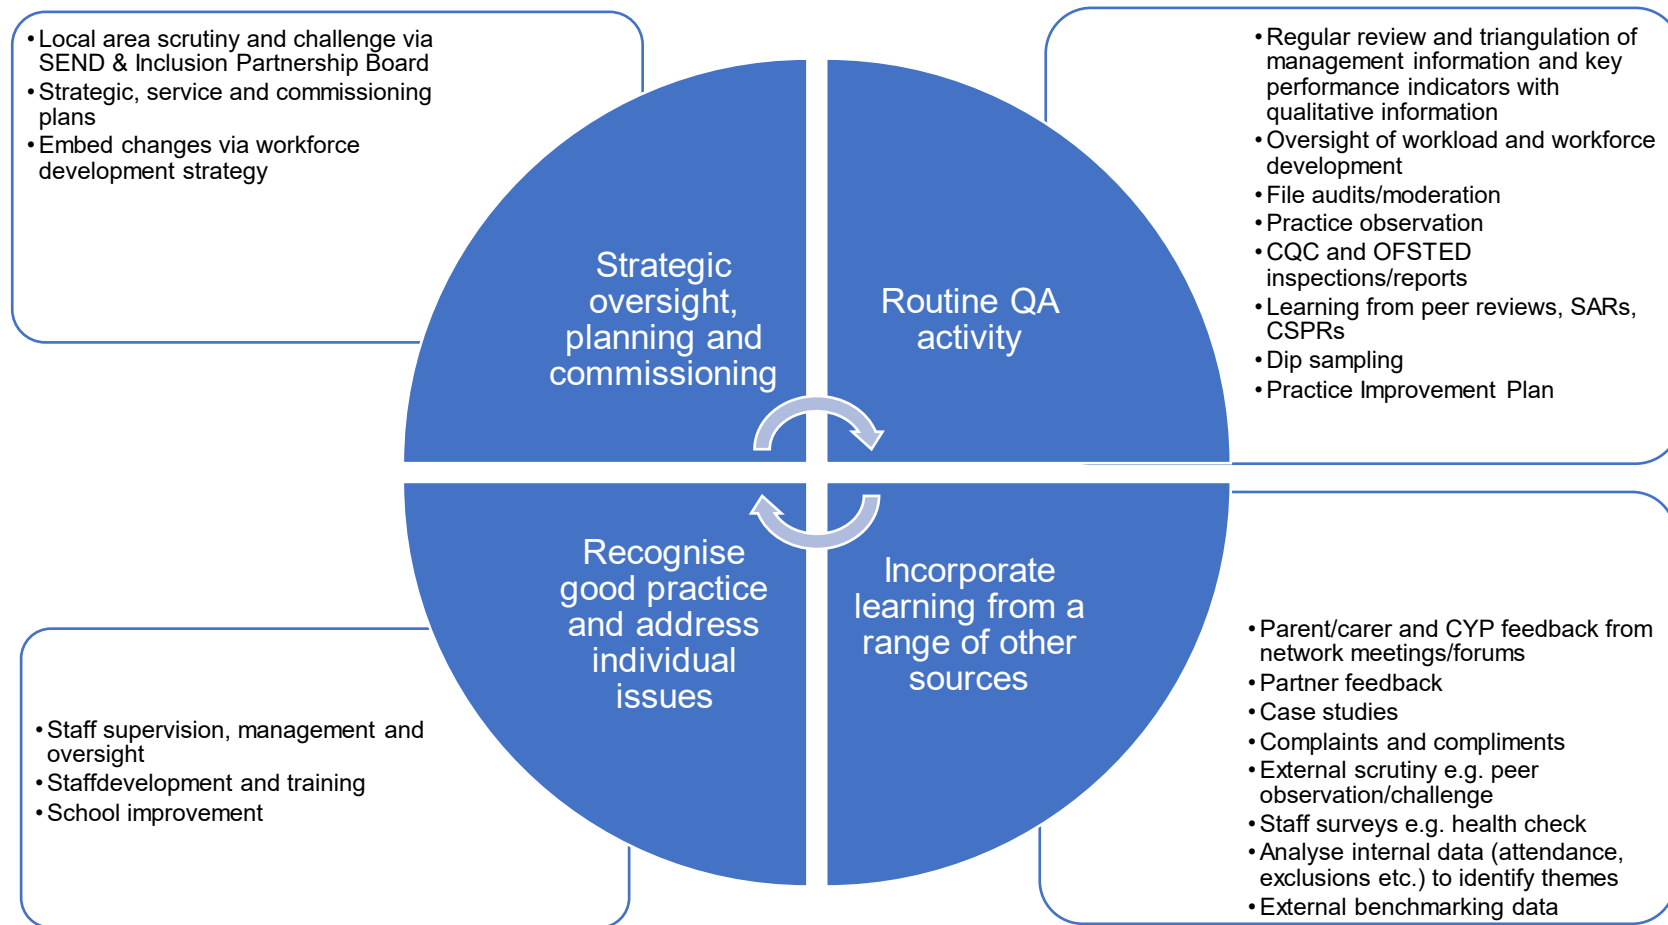 • Local area scrutiny and challenge via
SEND & Inclusion Partnership Board
• Strategic, service and commissioning
plans
• Embed changes via workforce
development strategy
Strategic
oversight,
planning and
commissioning
Routine QA
activity
• Regular review and triangulation of
management information and key
performance indicators with
qualitative information
• Oversight of workload and workforce
development
• File audits/moderation
• Practice observation
• CQC and OFSTED
inspections/reports
• Learning from peer reviews, SARs,
CSPRs
• Dip sampling
• Practice Improvement Plan
Recognise
good practice
and address
individual
issues
• Staff supervision, management and
oversight
• Staffdevelopment and training
• School improvement
Incorporate
learning from a
range of other
sources
• Parent/carer and CYP feedback from
network meetings/forums
• Partner feedback
• Case studies
• Complaints and compliments
• External scrutiny e.g. peer
observation/challenge
• Staff surveys e.g. health check
• Analyse internal data (attendance,
exclusions etc.) to identify themes
• External benchmarking data